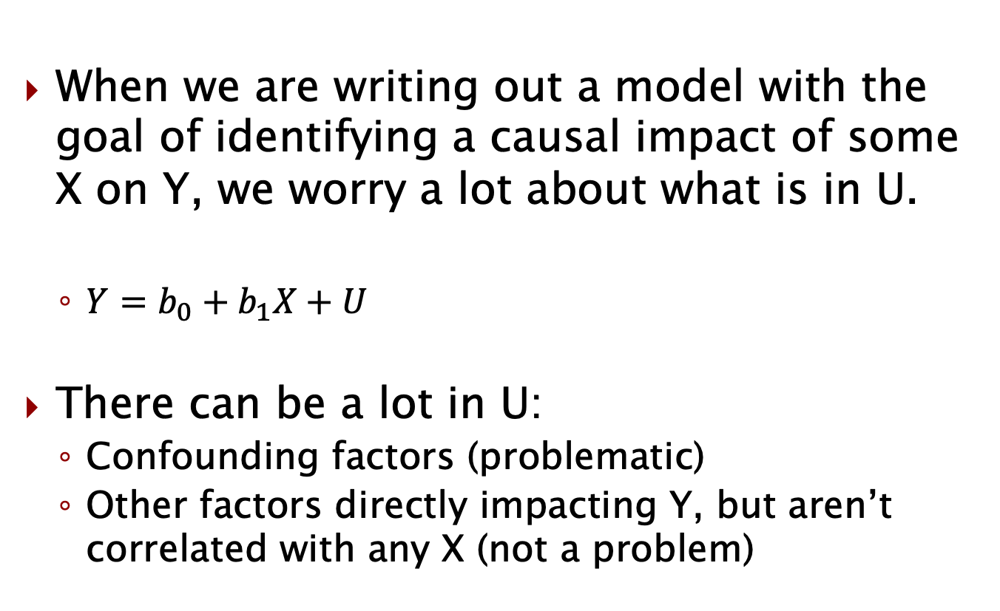 When we are writing out a model with the
goal of identifying a causal impact of some
X on Y, we worry a lot about what is in U.
Y = b₀ + b₁X + U
There can be a lot in U:
Confounding factors (problematic)
Other factors directly impacting Y, but aren’t
correlated with any X (not a problem)